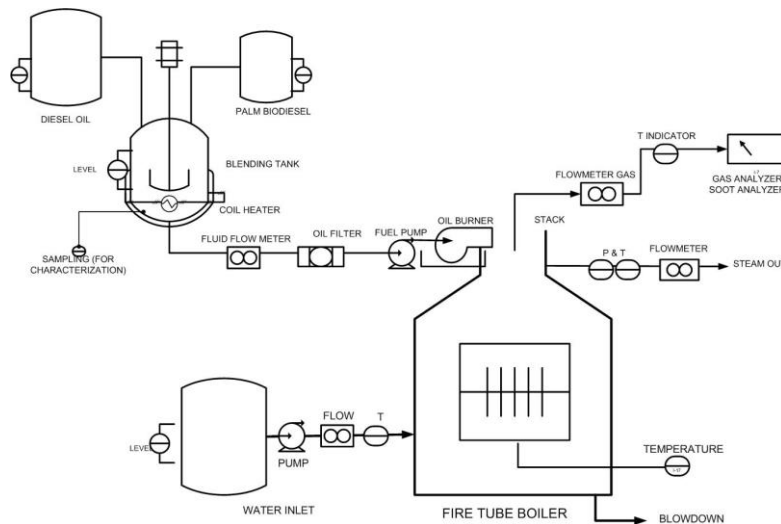 DIESEL OIL
PALM BIODIESEL
LEVEL
BLENDING TANK
COIL HEATER
SAMPLING (FOR
CHARACTERIZATION)
FLUID FLOW METER
OIL FILTER
FUEL PUMP
OIL BURNER
STACK
FLOWMETER GAS
T INDICATOR
GAS ANALYZER
SOOT ANALYZER
P & T
FLOWMETER
STEAM OUT
LEVEL
WATER INLET
PUMP
FLOW
T
TEMPERATURE
FIRE TUBE BOILER
BLOWDOWN